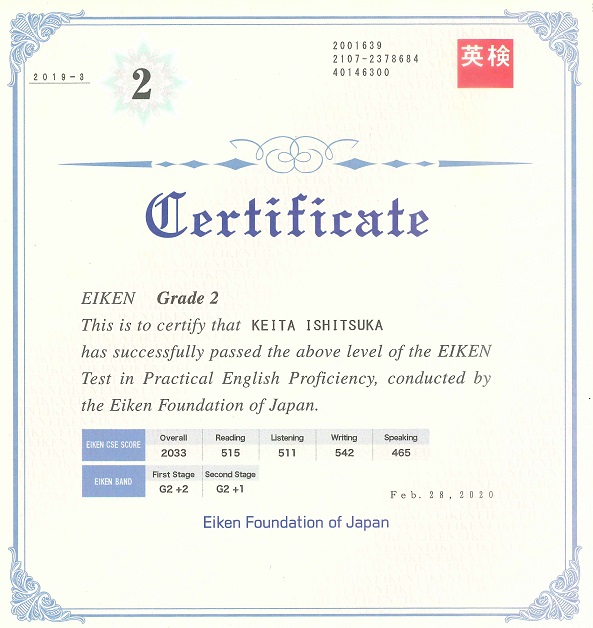 2019-3
2
2001639
2107-2378684
40146300
英検
Certificate
EIKEN Grade 2
This is to certify that KEITA ISHITSUKA
has successfully passed the above level of the EIKEN
Test in Practical English Proficiency, conducted by
the Eiken Foundation of Japan.
EIKEN CSE SCORE
Overall Reading Listening Writing Speaking
2033 515 511 542 465
EIKEN BAND
First Stage Second Stage
G2 +2 G2 +1
Feb. 28, 2020
Eiken Foundation of Japan